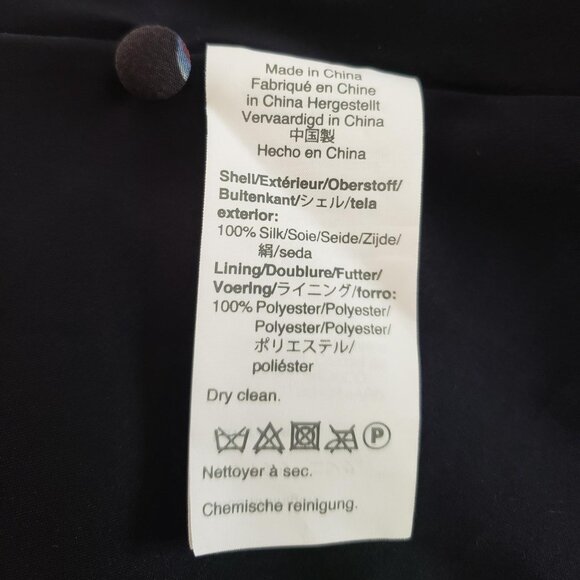 Made in China
Fabriqué en Chine
in China Hergestellt
Vervaardigd in China
中国製
Hecho en China
Shell/Extérieur/Oberstoff/
Buitenkant/シェル/tela
exterior:
100% Silk/Soie/Seide/Zijde/
絹/seda
Lining/Doublure/Futter/
Voering/ライニング/forro:
100% Polyester/Polyester/
Polyester/Polyester/
ポリエステル/
poliéster
Dry clean.
P
Nettoyer à sec.
Chemische reinigung.